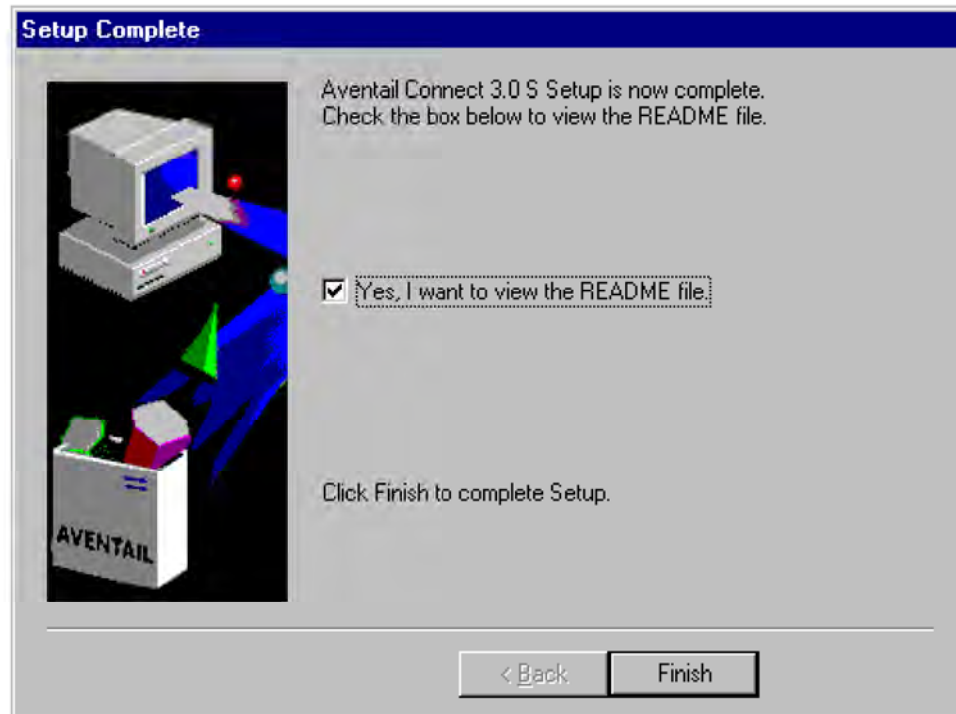 Setup Complete
Aventail Connect 3.0 S Setup is now complete.
Check the box below to view the README file.
Yes, I want to view the README file.
Click Finish to complete Setup.
AVENTAIL
< Back
Finish